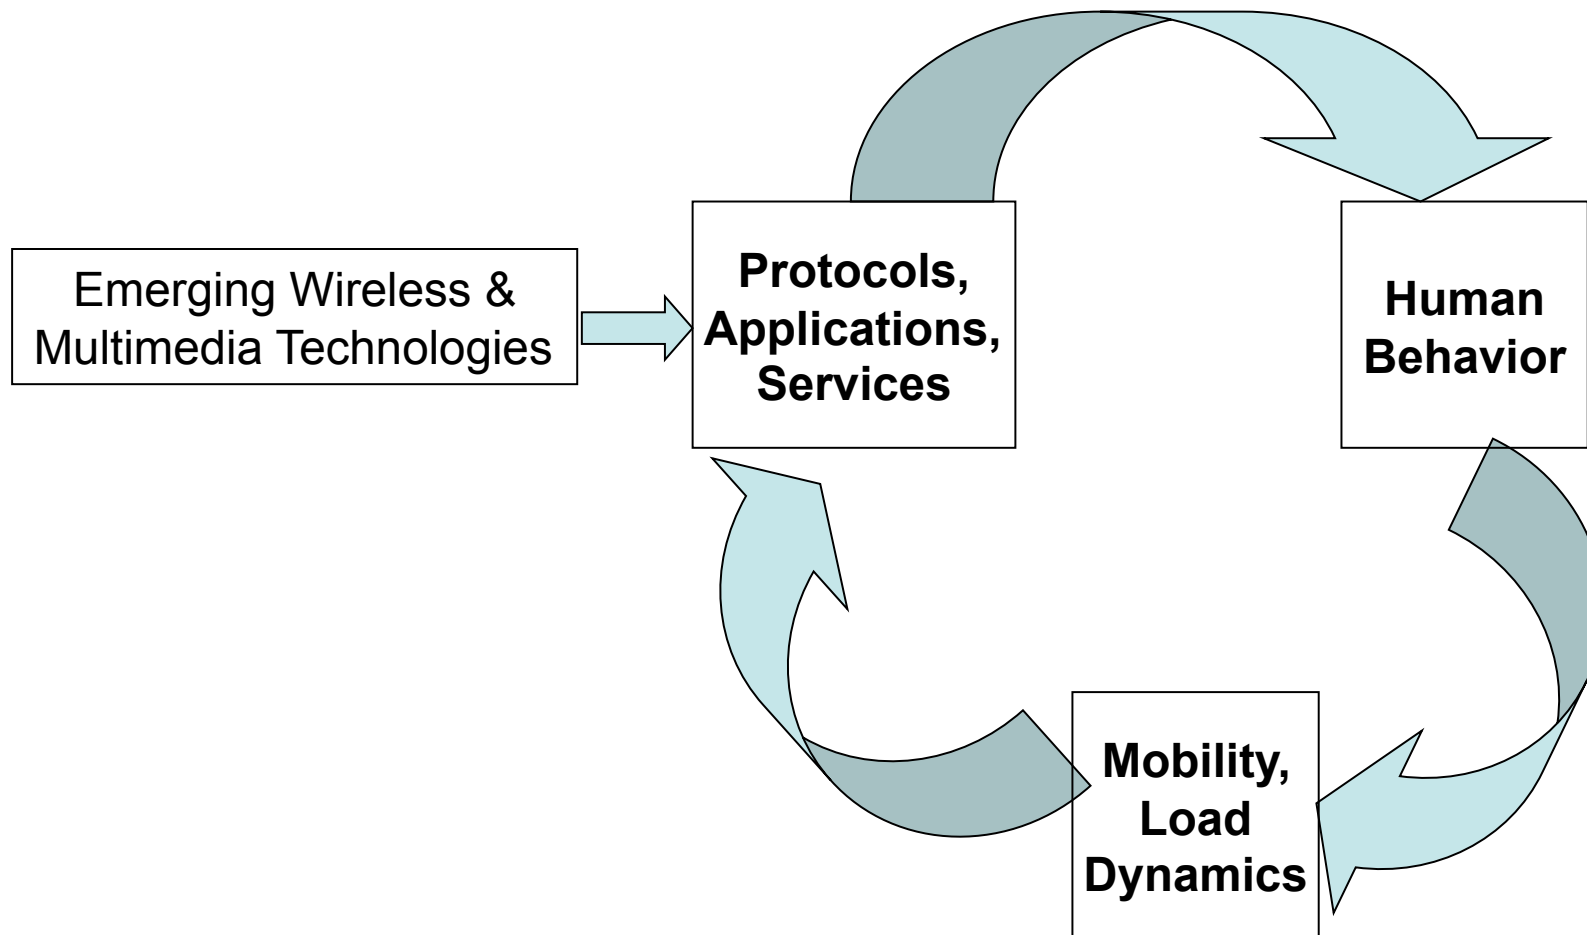 Emerging Wireless &
Multimedia Technologies
Protocols,
Applications,
Services
Human
Behavior
Mobility,
Load
Dynamics